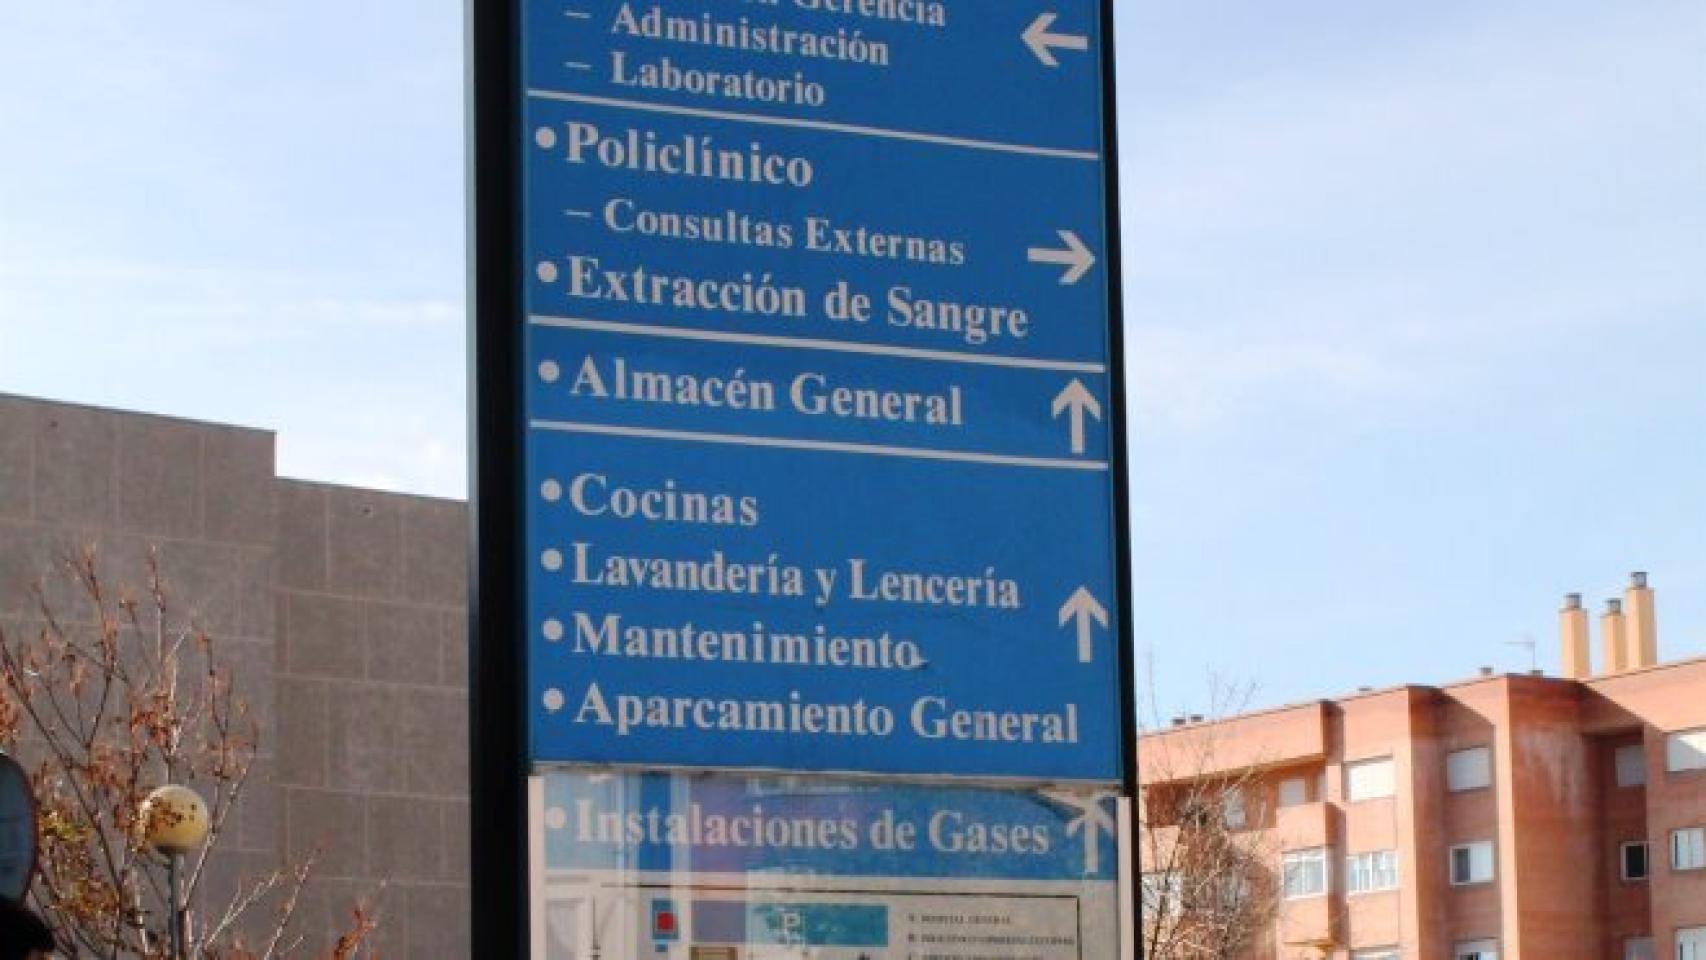 Gerencia
– Administración
– Laboratorio
• Policlínico
– Consultas Externas
• Extracción de Sangre
• Almacén General
• Cocinas
• Lavandería y Lencería
• Mantenimiento
• Aparcamiento General
• Instalaciones de Gases
P